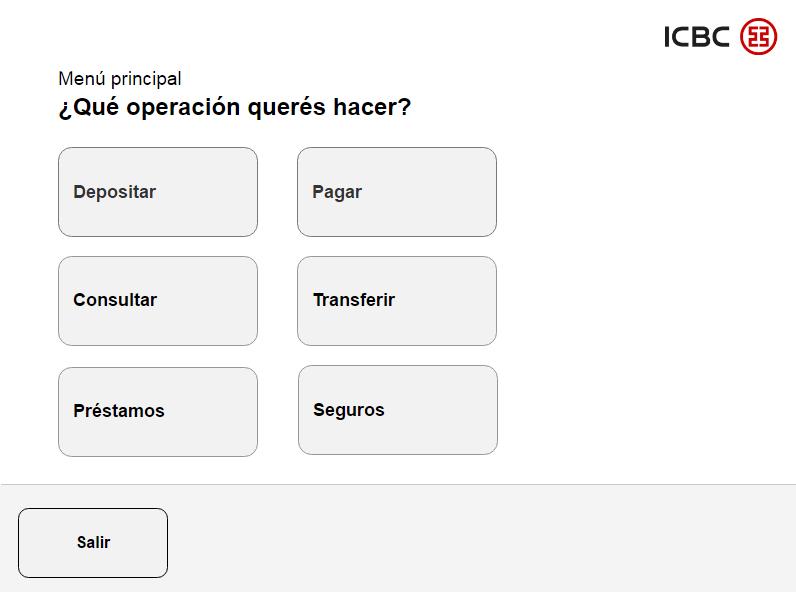 ICBC
Menú principal
¿Qué operación querés hacer?
Depositar
Pagar
Consultar
Transferir
Préstamos
Seguros
Salir